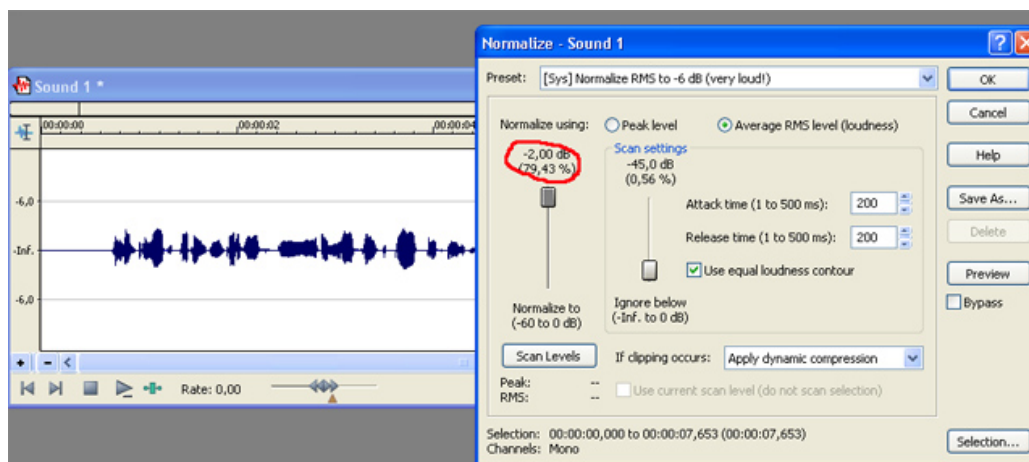 Sound 1 *
00:00:00 00:00:02 00:00:04
-6,0
-Inf.
-6,0
Rate: 0,00
Normalize - Sound 1
Preset: [Sys] Normalize RMS to -6 dB (very loud!)
OK
Cancel
Help
Save As...
Delete
Preview
Bypass
Selection...
Normalize using: Peak level Average RMS level (loudness)
-2,00 dB
(79,43 %)
Normalize to
(-60 to 0 dB)
Scan settings
-45,0 dB
(0,56 %)
Attack time (1 to 500 ms): 200
Release time (1 to 500 ms): 200
Use equal loudness contour
Ignore below
(-Inf. to 0 dB)
Scan Levels
If clipping occurs: Apply dynamic compression
Peak: --
RMS: --
Use current scan level (do not scan selection)
Selection: 00:00:00,000 to 00:00:07,653 (00:00:07,653)
Channels: Mono